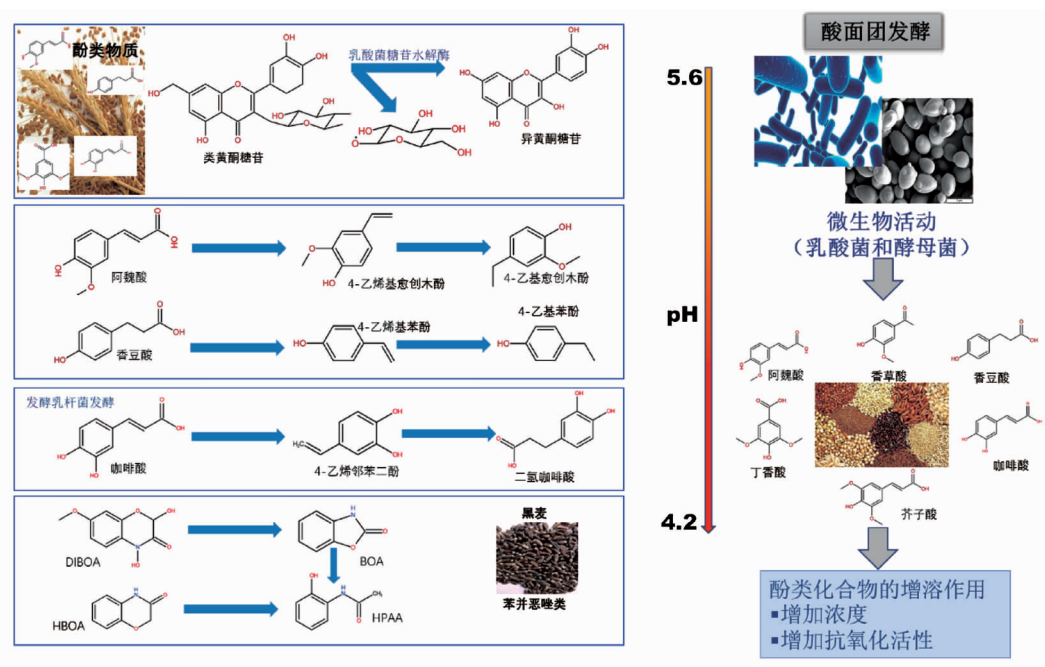 酚类物质
乳酸菌糖苷水解酶
类黄酮糖苷
异黄酮糖苷
阿魏酸
4-乙烯基愈创木酚
4-乙基愈创木酚
香豆酸
4-乙烯基苯酚
4-乙基苯酚
发酵乳杆菌发酵
咖啡酸
4-乙烯邻苯二酚
二氢咖啡酸
DIBOA
BOA
HBOA
HPAA
黑麦
苯并恶唑类
5.6
pH
4.2
酸面团发酵
微生物活动
（乳酸菌和酵母菌）
阿魏酸
香草酸
香豆酸
丁香酸
咖啡酸
芥子酸
酚类化合物的增溶作用
▪增加浓度
▪增加抗氧化活性